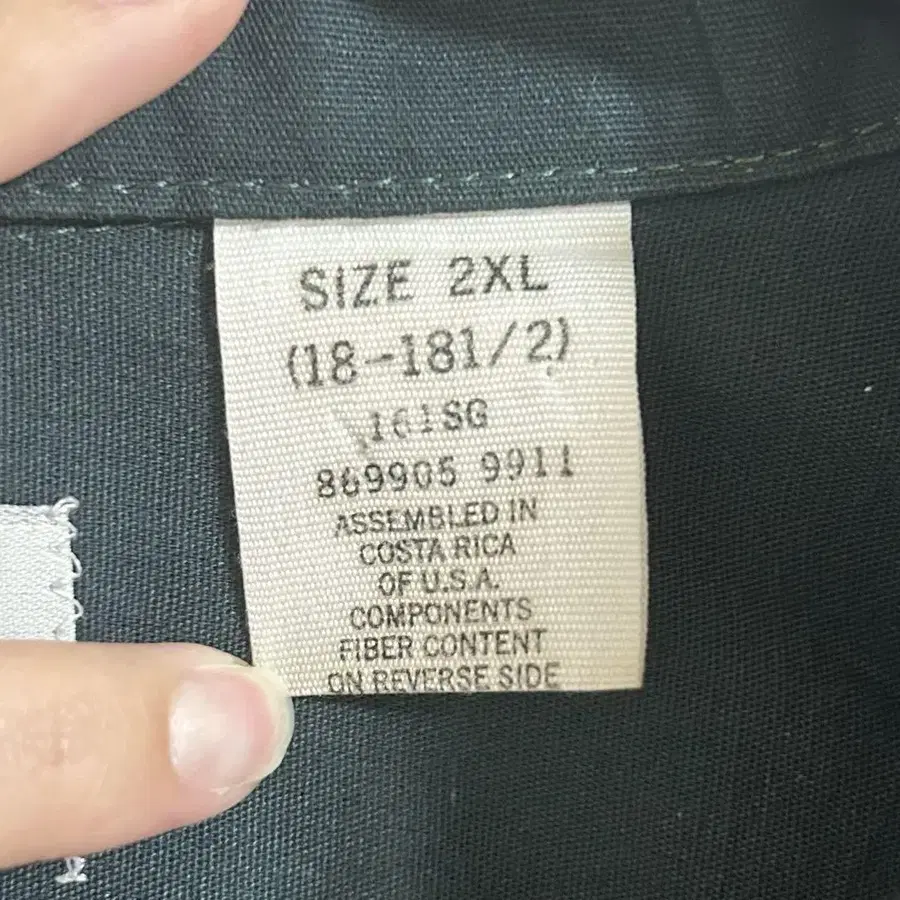 SIZE 2XL
(18-181/2)
161SG
869905 9911
ASSEMBLED IN
COSTA RICA
OF U.S.A.
COMPONENTS
FIBER CONTENT
ON REVERSE SIDE